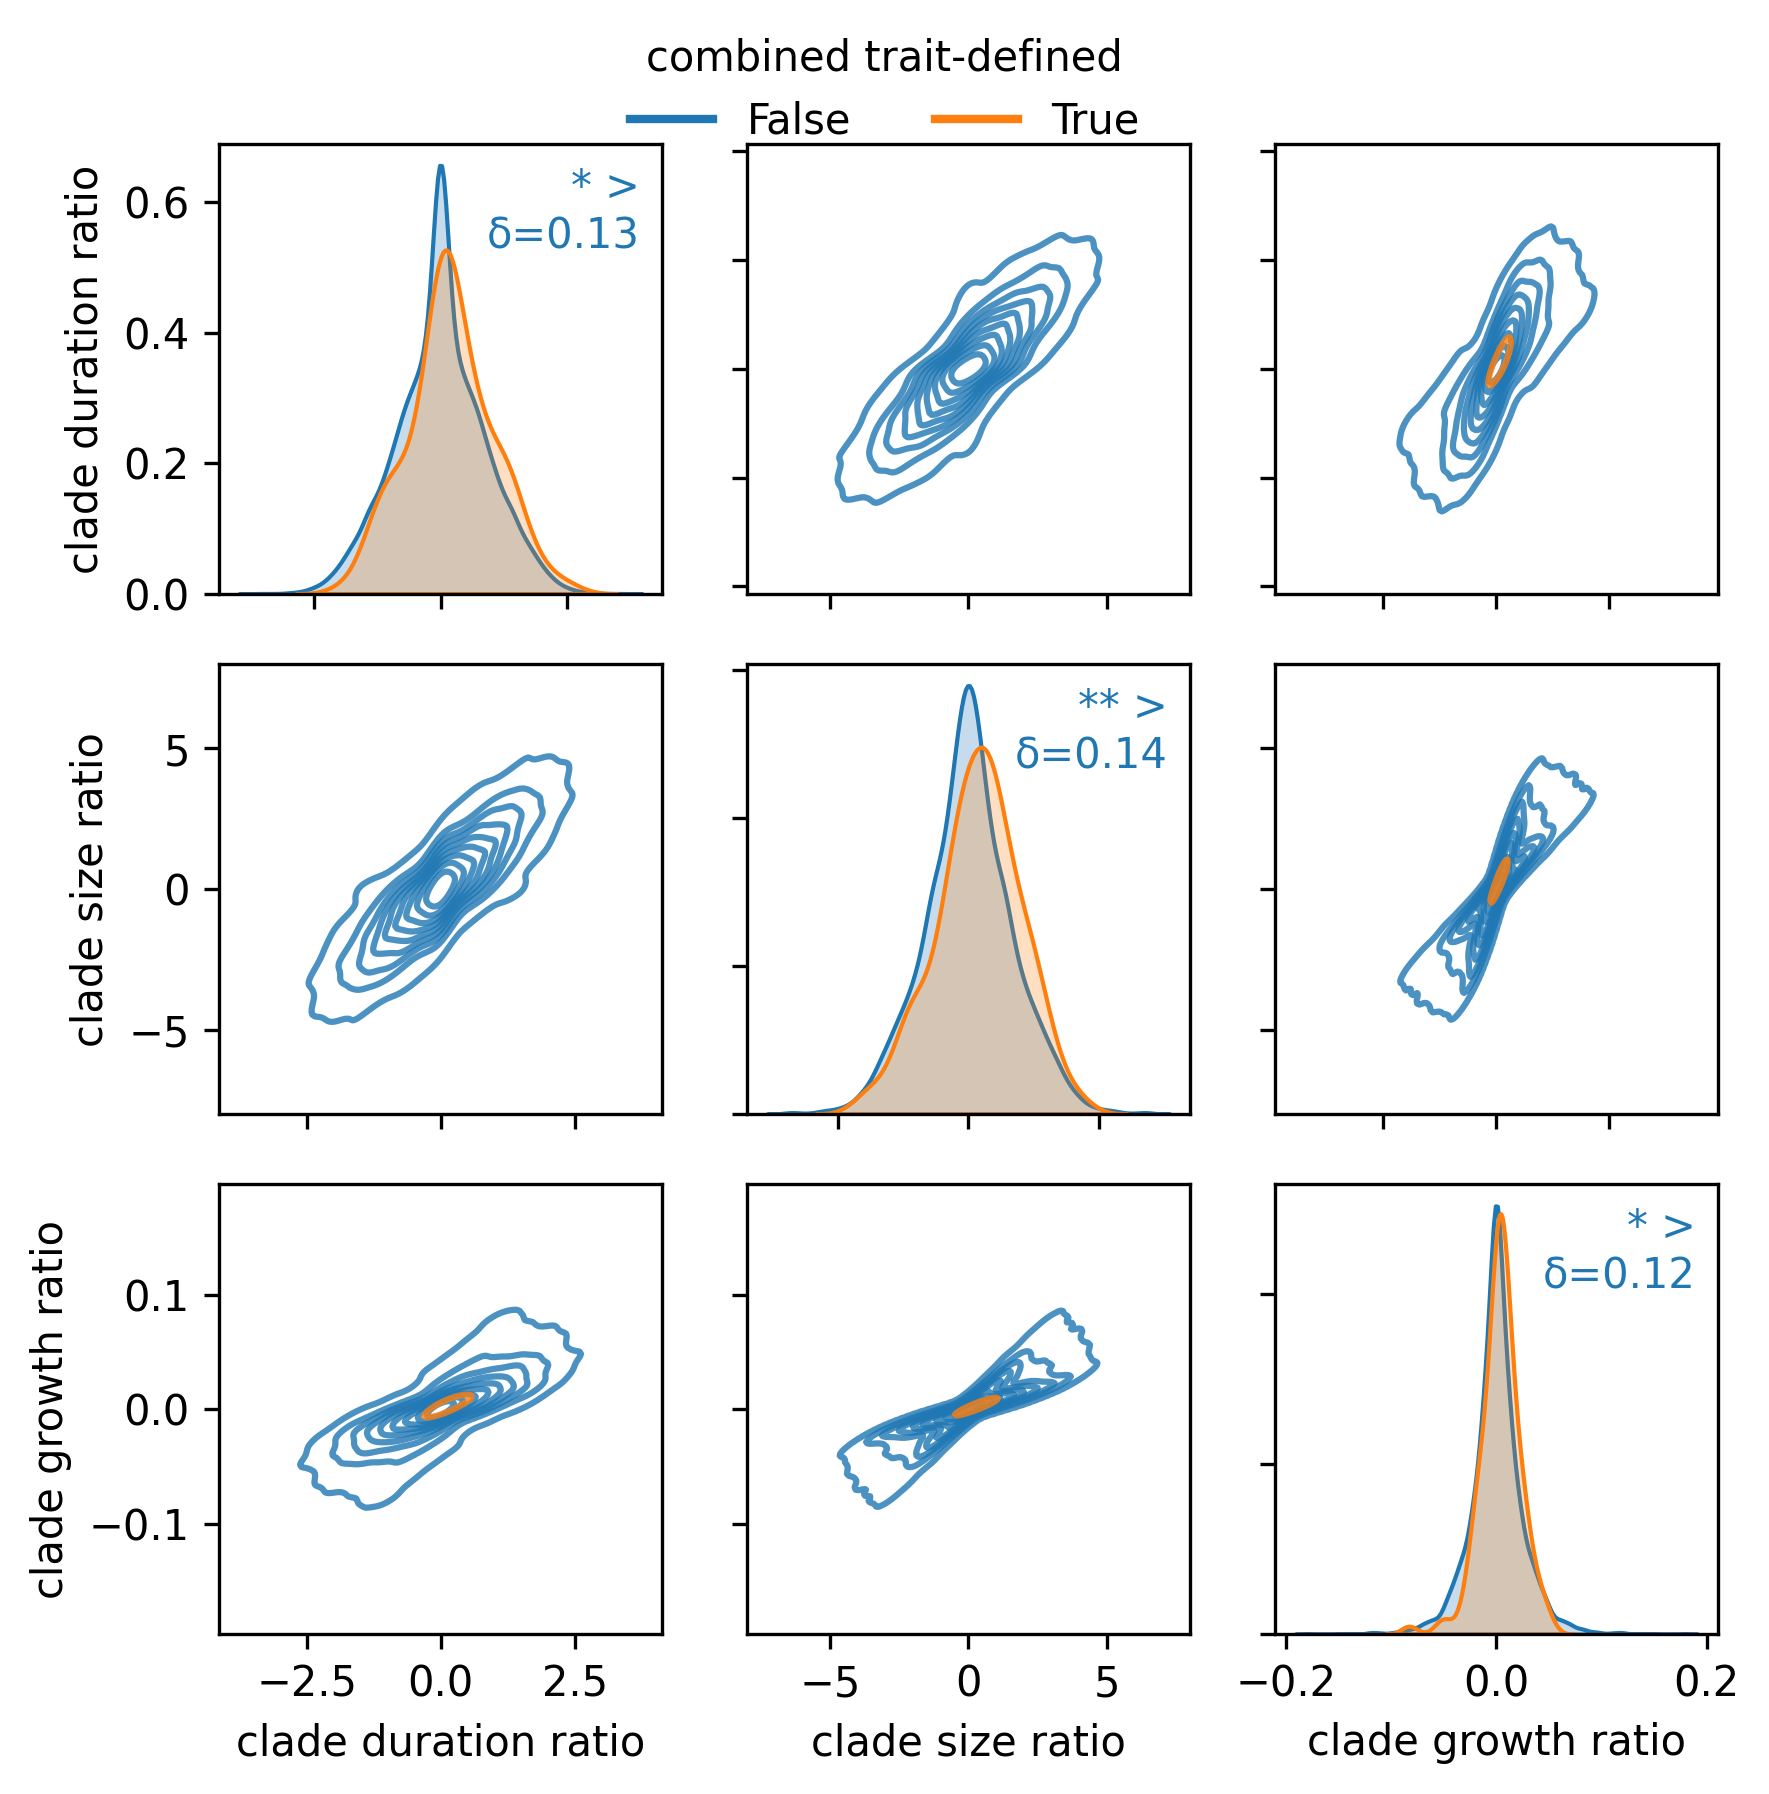 combined trait-defined
False True
clade duration ratio
0.6
0.4
0.2
0.0
* >
δ=0.13
clade size ratio
5
0
−5
** >
δ=0.14
clade growth ratio
0.1
0.0
−0.1
* >
δ=0.12
−2.5 0.0 2.5
−5 0 5
−0.2 0.0 0.2
clade duration ratio
clade size ratio
clade growth ratio